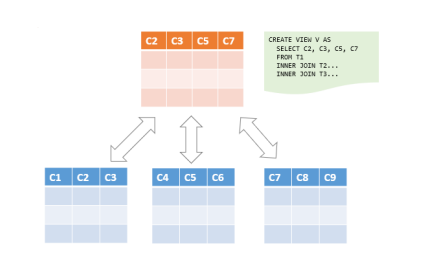 C2 C3 C5 C7
CREATE VIEW V AS
SELECT C2, C3, C5, C7
FROM T1
INNER JOIN T2...
INNER JOIN T3...
C1 C2 C3
C4 C5 C6
C7 C8 C9